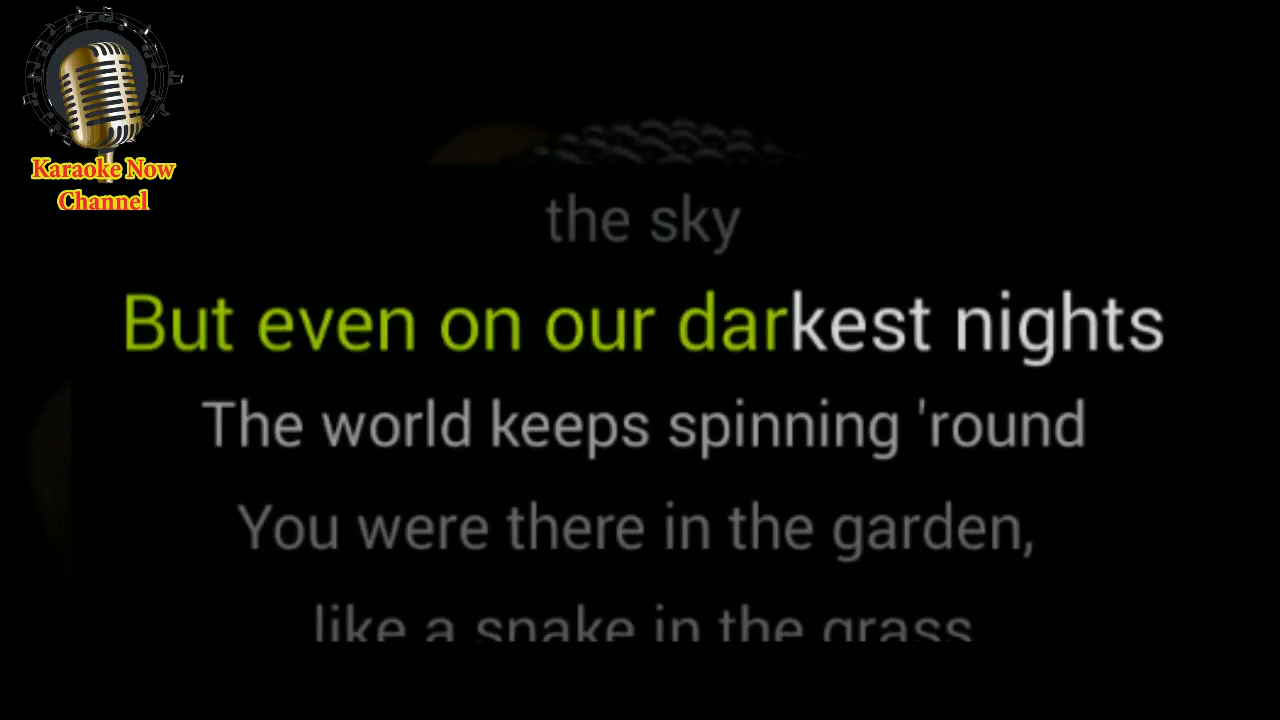 Karaoke Now
Channel
the sky
But even on our darkest nights
The world keeps spinning 'round
You were there in the garden,
like a snake in the grass